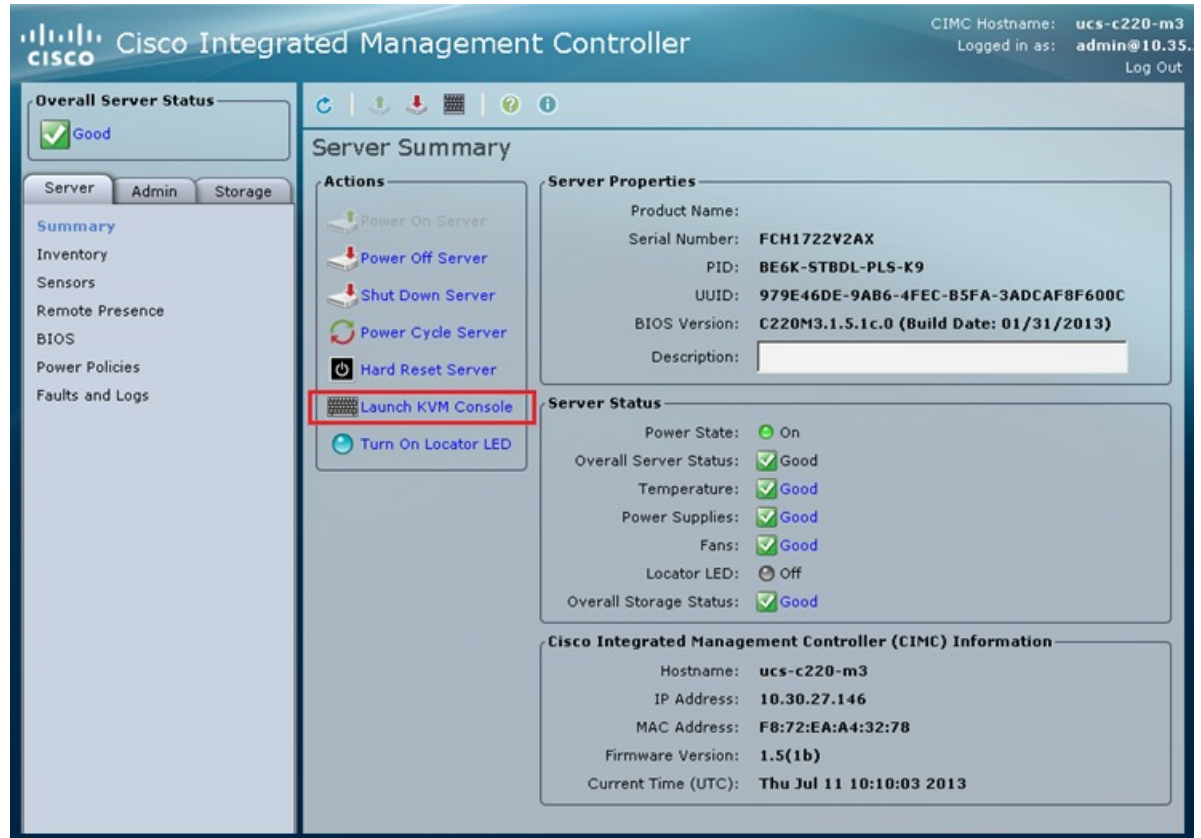 CISCO
Cisco Integrated Management Controller
CIMC Hostname: ucs-c220-m3
Logged in as: admin@10.35..
Log Out
Overall Server Status
Good
Server Admin Storage
Summary
Inventory
Sensors
Remote Presence
BIOS
Power Policies
Faults and Logs
Server Summary
Actions
Power On Server
Power Off Server
Shut Down Server
Power Cycle Server
Hard Reset Server
Launch KVM Console
Turn On Locator LED
Server Properties
Product Name:
Serial Number: FCH1722V2AX
PID: BE6K-STBDL-PLS-K9
UUID: 979E46DE-9AB6-4FEC-B5FA-3ADCAF8F600C
BIOS Version: C220M3.1.5.1c.0 (Build Date: 01/31/2013)
Description:
Server Status
Power State: On
Overall Server Status: Good
Temperature: Good
Power Supplies: Good
Fans: Good
Locator LED: Off
Overall Storage Status: Good
Cisco Integrated Management Controller (CIMC) Information
Hostname: ucs-c220-m3
IP Address: 10.30.27.146
MAC Address: F8:72:EA:A4:32:78
Firmware Version: 1.5(1b)
Current Time (UTC): Thu Jul 11 10:10:03 2013